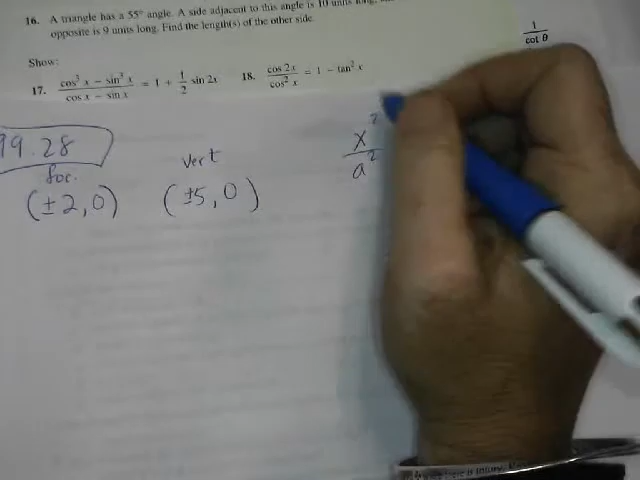 16. A triangle has a 55° angle. A side adjacent to this angle is 10 units long,
opposite is 9 units long. Find the length(s) of the other side.
1 / cot θ
Show:
17. (cos³ x − sin³ x) / (cos x − sin x) = 1 + 1/2 sin 2x
18. cos 2x / cos² x = 1 − tan² x
99.28
foc. vert
(±2,0) (±5,0)
x² / a²